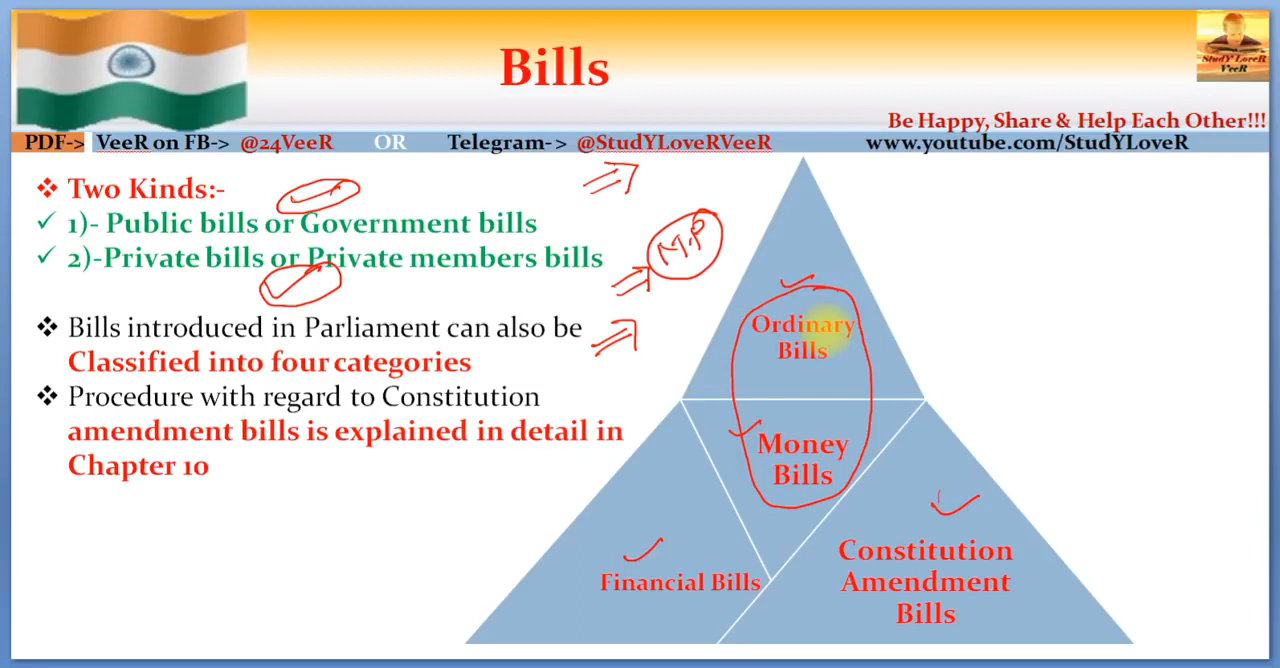 Bills
StudY LoveR
VeeR
Be Happy, Share & Help Each Other!!!
PDF-> VeeR on FB-> @24VeeR OR Telegram- > @StudYLoveRVeeR www.youtube.com/StudYLoveR
❖ Two Kinds:-
✓ 1)- Public bills or Government bills
✓ 2)-Private bills or Private members bills
M.P
❖ Bills introduced in Parliament can also be
Classified into four categories
❖ Procedure with regard to Constitution
amendment bills is explained in detail in
Chapter 10
Ordinary
Bills
Money
Bills
Financial Bills
Constitution
Amendment
Bills